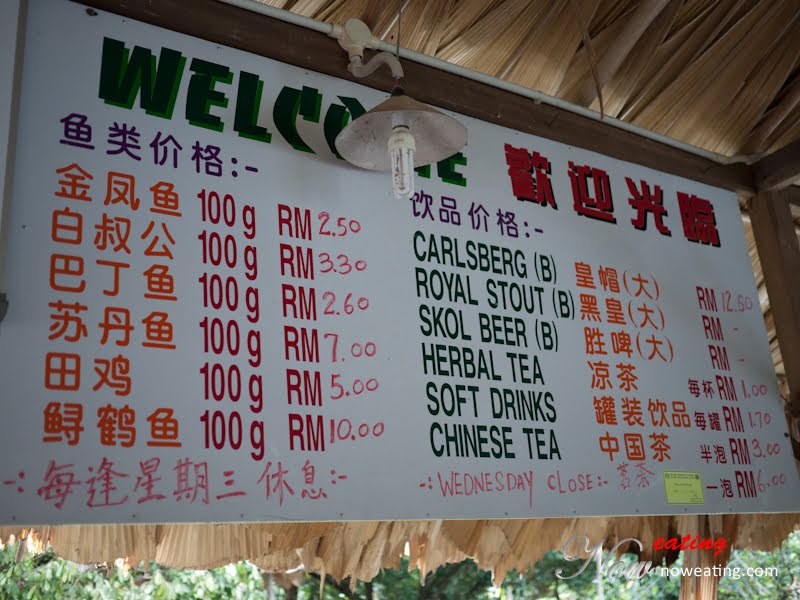 WELCOME 歡迎光臨
鱼类价格:-
金凤鱼 100g RM 2.50
白叔公 100g RM 3.30
巴丁鱼 100g RM 2.60
苏丹鱼 100g RM 7.00
田鸡 100g RM 5.00
鲟鹤鱼 100g RM 10.00
-:每逢星期三休息:-
饮品价格:-
CARLSBERG (B) 皇帽(大) RM 12.50
ROYAL STOUT (B) 黑皇(大) RM -
SKOL BEER (B) 胜啤(大) RM -
HERBAL TEA 凉茶 每杯 RM 1.00
SOFT DRINKS 罐装饮品 每罐 RM 1.70
CHINESE TEA 中国茶 半泡 RM 3.00
-:WEDNESDAY CLOSE:- 茗茶 一泡 RM 6.00
Now eating
noweating.com